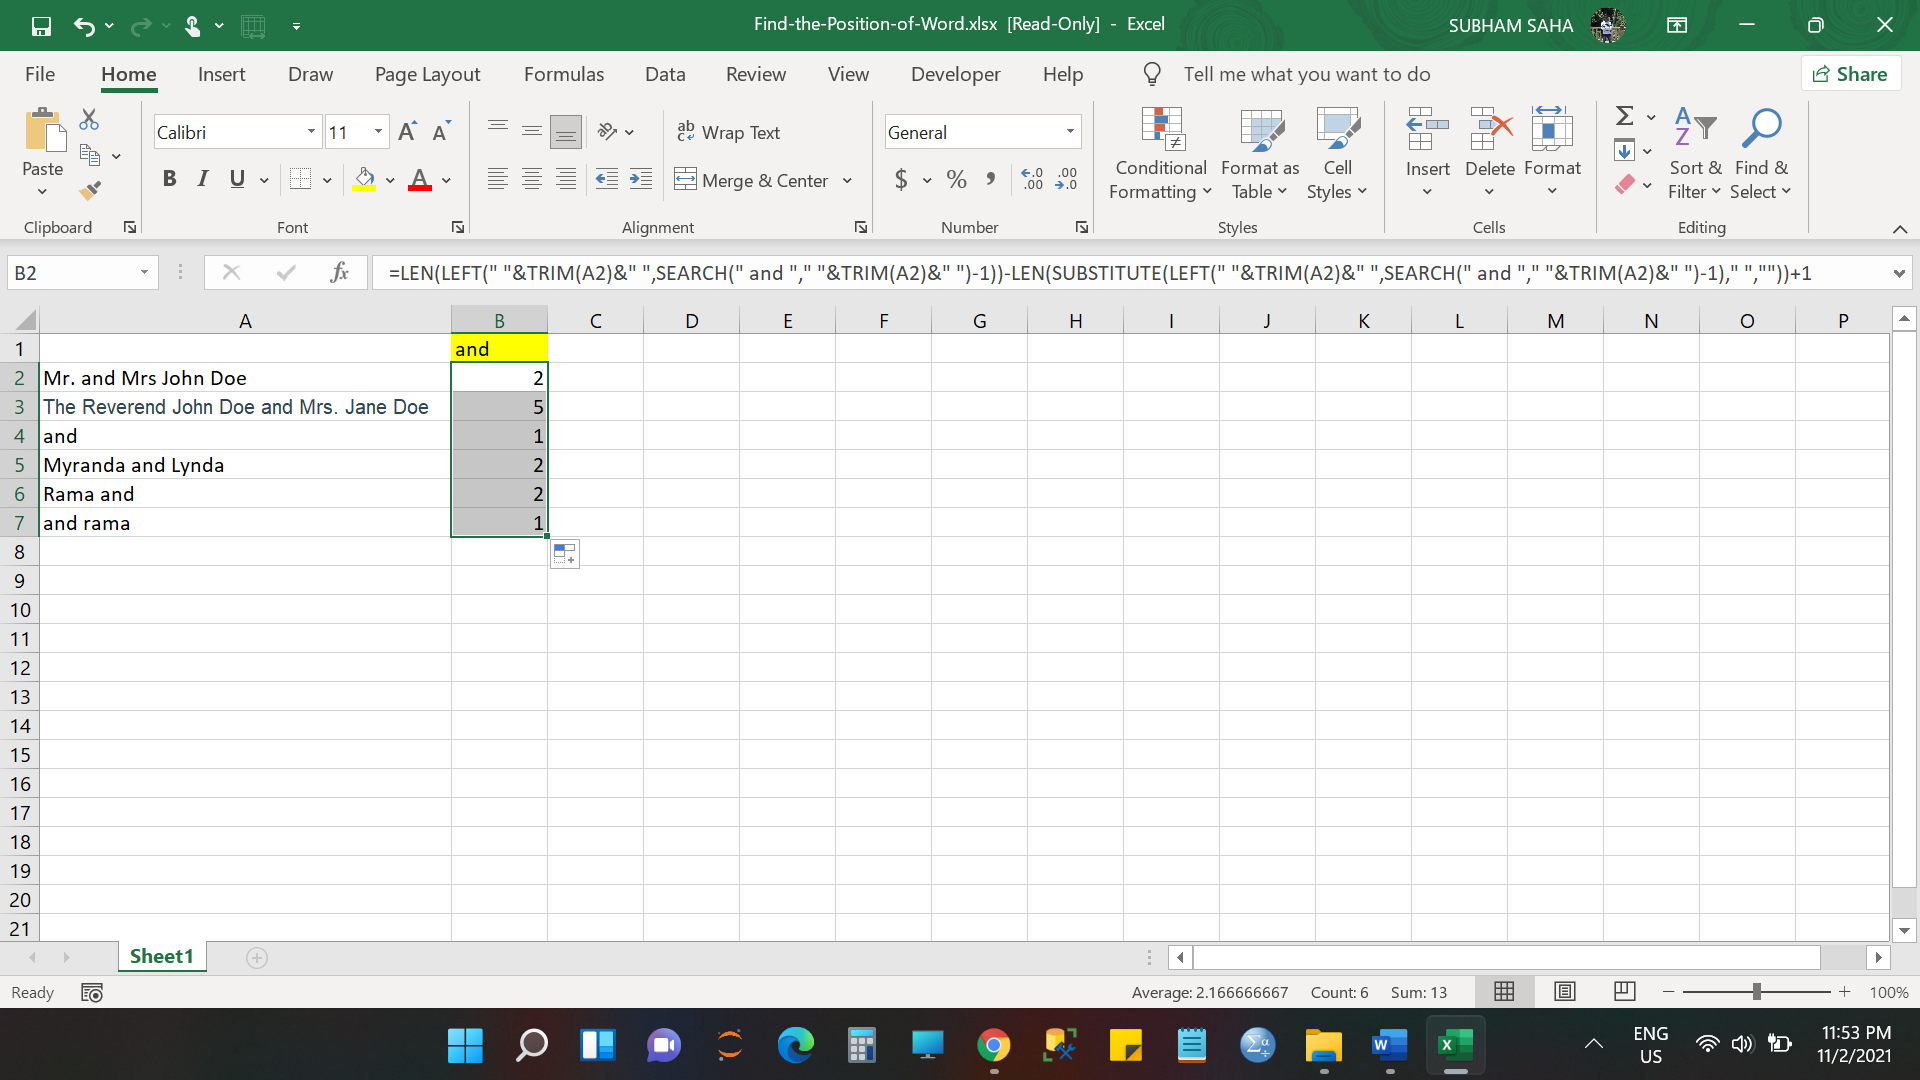 Find-the-Position-of-Word.xlsx [Read-Only] - Excel
SUBHAM SAHA
File Home Insert Draw Page Layout Formulas Data Review View Developer Help Tell me what you want to do Share
Paste
Calibri 11
ab Wrap Text
Merge & Center
General
Conditional Formatting
Format as Table
Cell Styles
Insert Delete Format
Sort & Filter
Find & Select
Clipboard Font Alignment Number Styles Cells Editing
B2
fx
=LEN(LEFT(" "&TRIM(A2)&" ",SEARCH(" and "," "&TRIM(A2)&" ")-1))-LEN(SUBSTITUTE(LEFT(" "&TRIM(A2)&" ",SEARCH(" and "," "&TRIM(A2)&" ")-1)," ",""))+1
A B C D E F G H I J K L M N O P
1 and
2 Mr. and Mrs John Doe 2
3 The Reverend John Doe and Mrs. Jane Doe 5
4 and 1
5 Myranda and Lynda 2
6 Rama and 2
7 and rama 1
8
9
10
11
12
13
14
15
16
17
18
19
20
21
Sheet1
Ready
Average: 2.166666667 Count: 6 Sum: 13
100%
ENG
US
11:53 PM
11/2/2021